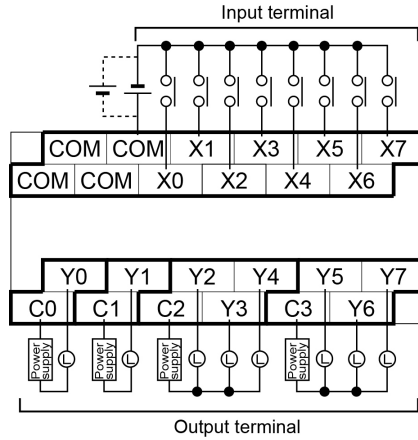 Input terminal
COM COM X1 X3 X5 X7
COM COM X0 X2 X4 X6
Y0 Y1 Y2 Y4 Y5 Y7
C0 C1 C2 Y3 C3 Y6
Power supply L Power supply L Power supply L L L Power supply L L L
Output terminal